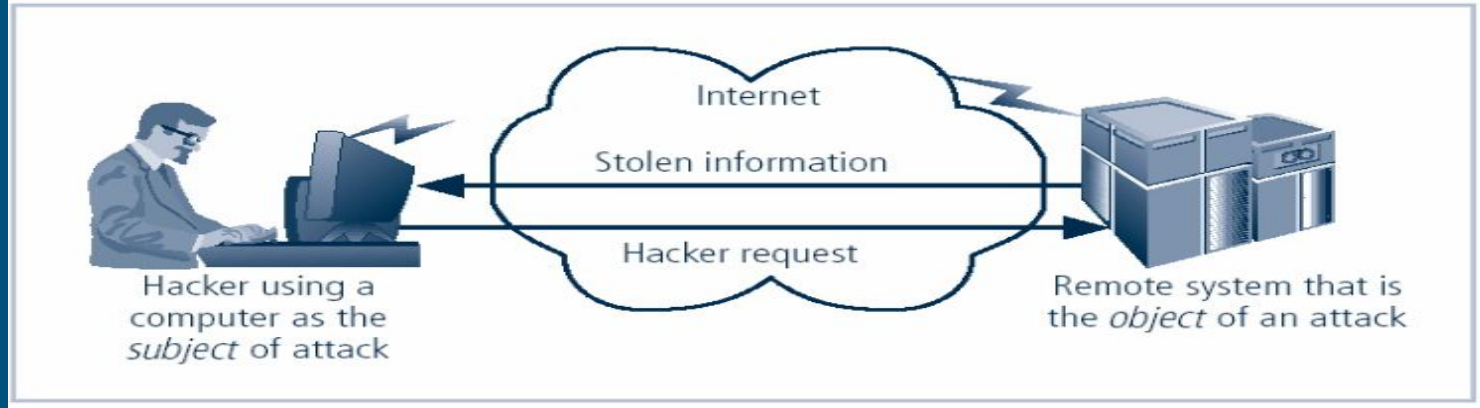 Internet
Stolen information
Hacker request
Hacker using a
computer as the
subject of attack
Remote system that is
the object of an attack